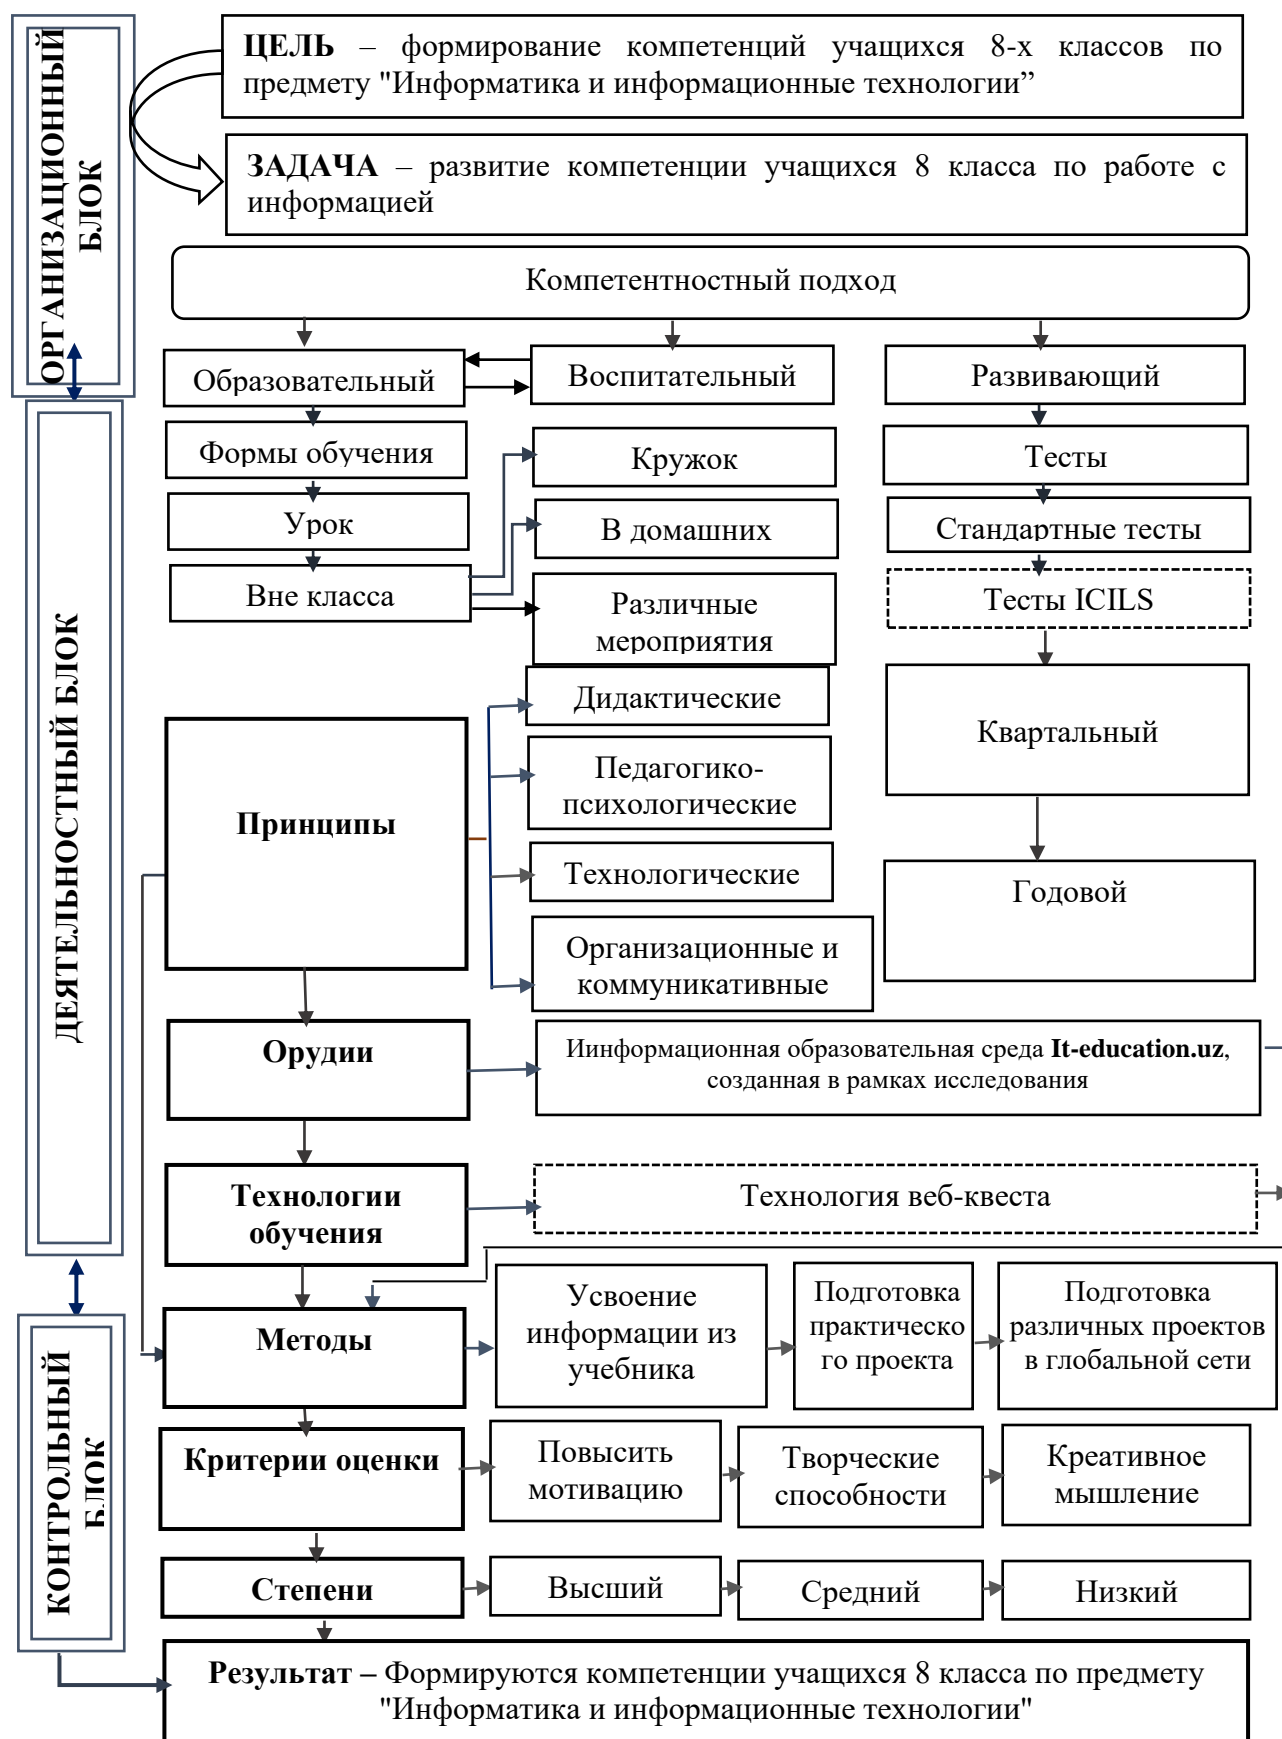 ОРГАНИЗАЦИОННЫЙ
БЛОК
ЦЕЛЬ – формирование компетенций учащихся 8-х классов по
предмету "Информатика и информационные технологии”
ЗАДАЧА – развитие компетенции учащихся 8 класса по работе с
информацией
Компетентностный подход
Образовательный
Воспитательный
Развивающий
ДЕЯТЕЛЬНОСТНЫЙ БЛОК
Формы обучения
Кружок
Тесты
Урок
В домашних
Стандартные тесты
Вне класса
Различные
мероприятия
Тесты ICILS
Принципы
Дидактические
Педагогико-
психологические
Технологические
Организационные и
коммуникативные
Квартальный
Годовой
Орудии
Иинформационная образовательная среда It-education.uz,
созданная в рамках исследования
Технологии
обучения
Технология веб-квеста
КОНТРОЛЬНЫЙ
БЛОК
Методы
Усвоение
информации из
учебника
Подготовка
практическо
го проекта
Подготовка
различных проектов
в глобальной сети
Критерии оценки
Повысить
мотивацию
Творческие
способности
Креативное
мышление
Степени
Высший
Средний
Низкий
Результат – Формируются компетенции учащихся 8 класса по предмету
"Информатика и информационные технологии"